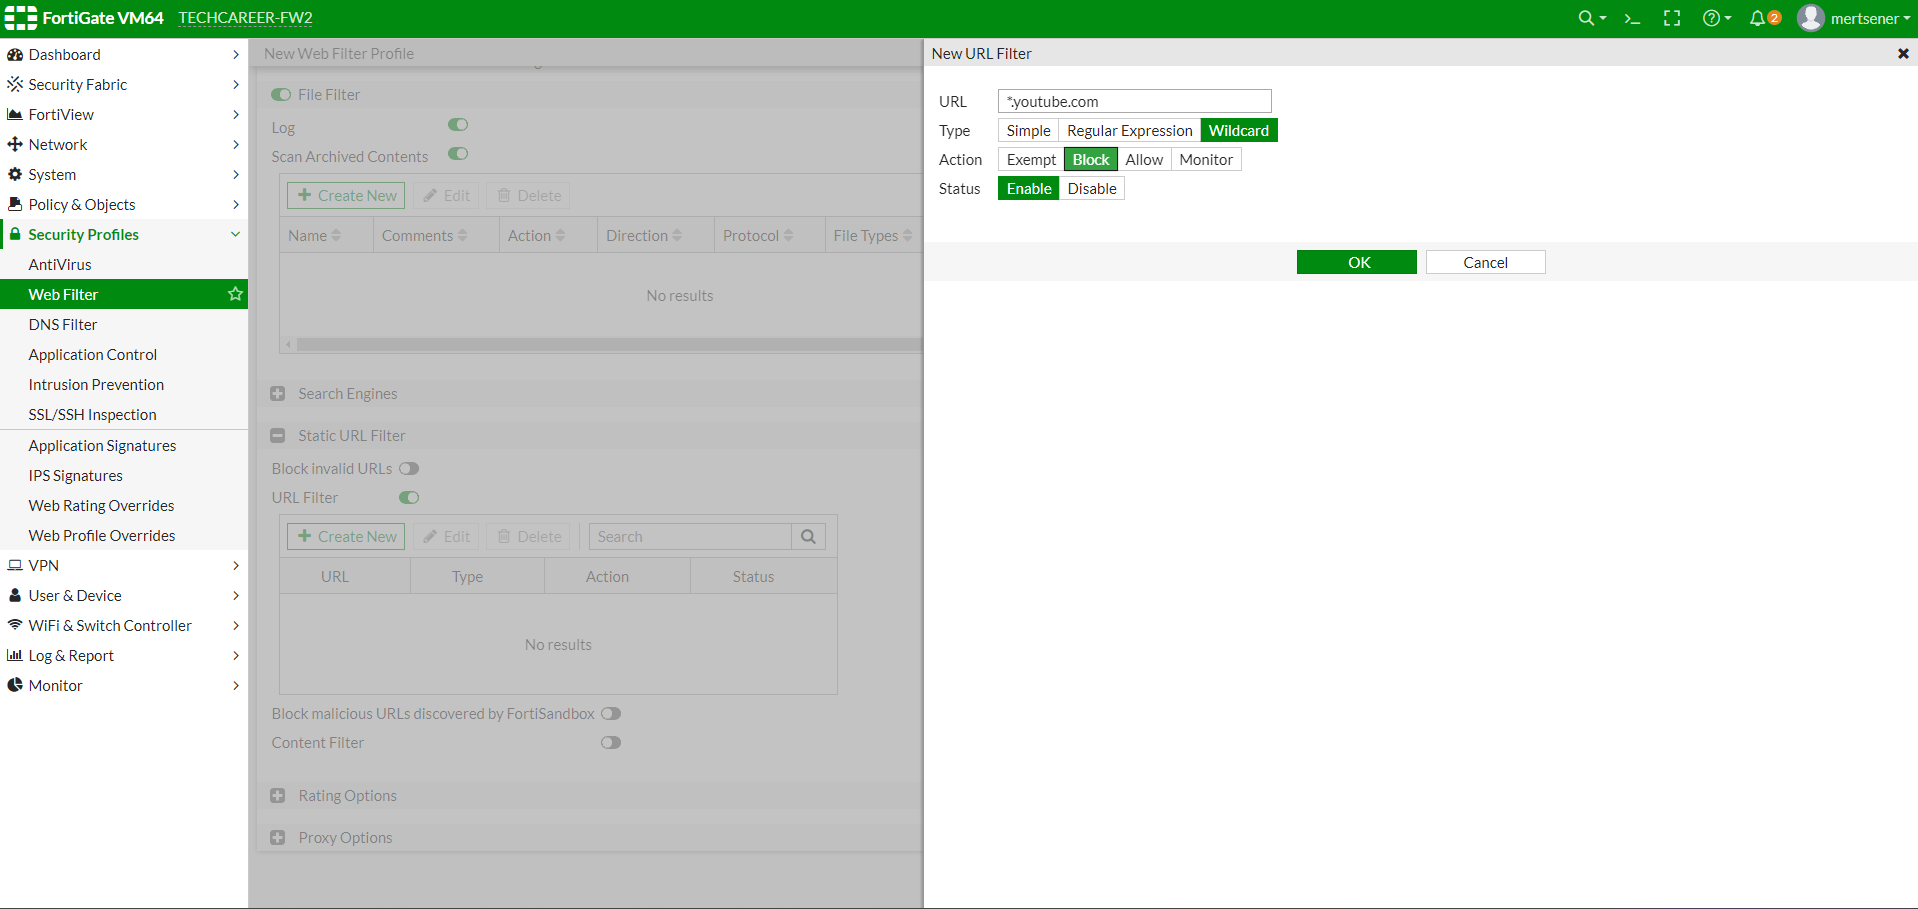 FortiGate VM64 TECHCAREER-FW2 2 mertsener
Dashboard
Security Fabric
FortiView
Network
System
Policy & Objects
Security Profiles
AntiVirus
Web Filter
DNS Filter
Application Control
Intrusion Prevention
SSL/SSH Inspection
Application Signatures
IPS Signatures
Web Rating Overrides
Web Profile Overrides
VPN
User & Device
WiFi & Switch Controller
Log & Report
Monitor
New Web Filter Profile
File Filter
Log
Scan Archived Contents
Create New Edit Delete
Name Comments Action Direction Protocol File Types
No results
Search Engines
Static URL Filter
Block invalid URLs
URL Filter
Create New Edit Delete Search
URL Type Action Status
No results
Block malicious URLs discovered by FortiSandbox
Content Filter
Rating Options
Proxy Options
New URL Filter
URL *.youtube.com
Type Simple Regular Expression Wildcard
Action Exempt Block Allow Monitor
Status Enable Disable
OK Cancel